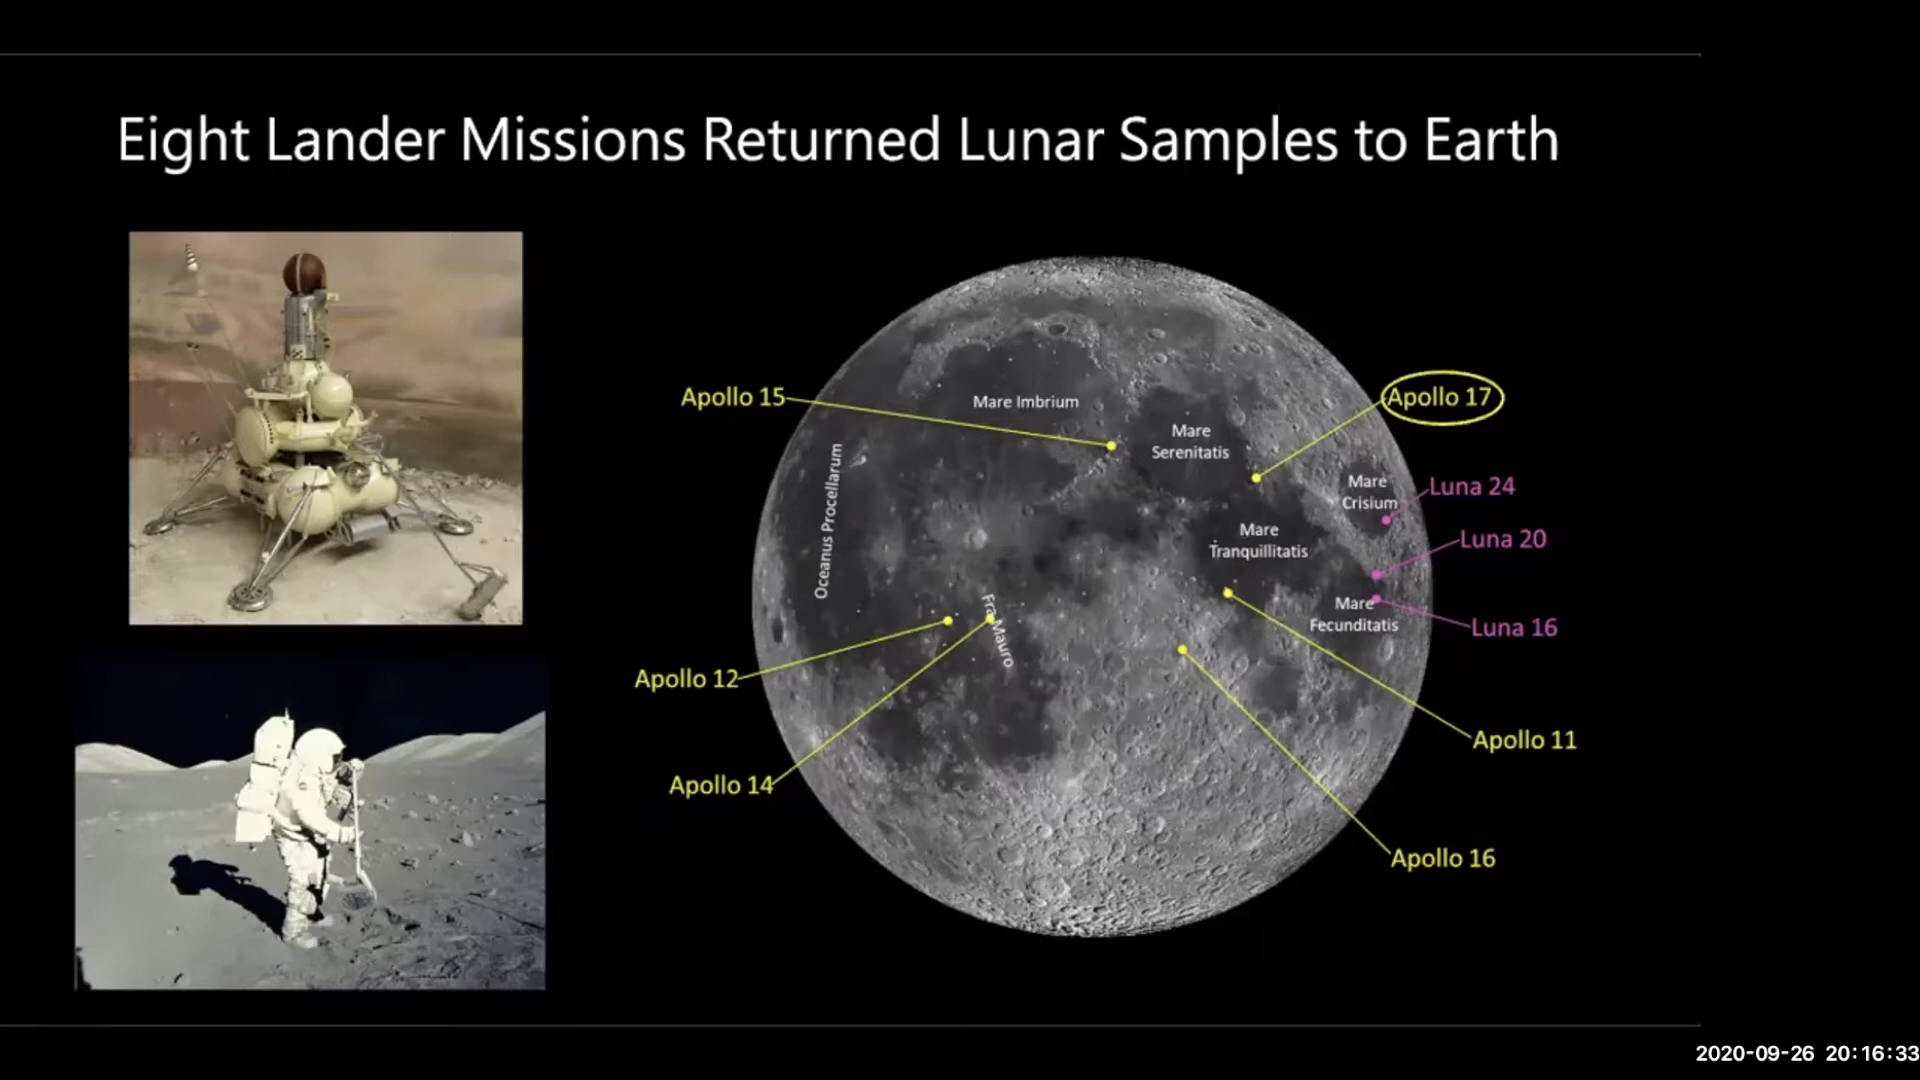 Eight Lander Missions Returned Lunar Samples to Earth
Apollo 15
Mare Imbrium
Apollo 17
Mare
Serenitatis
Oceanus Procellarum
Mare
Crisium
Luna 24
Mare
Tranquillitatis
Luna 20
Fra Mauro
Mare
Fecunditatis
Luna 16
Apollo 12
Apollo 11
Apollo 14
Apollo 16
2020-09-26 20:16:33